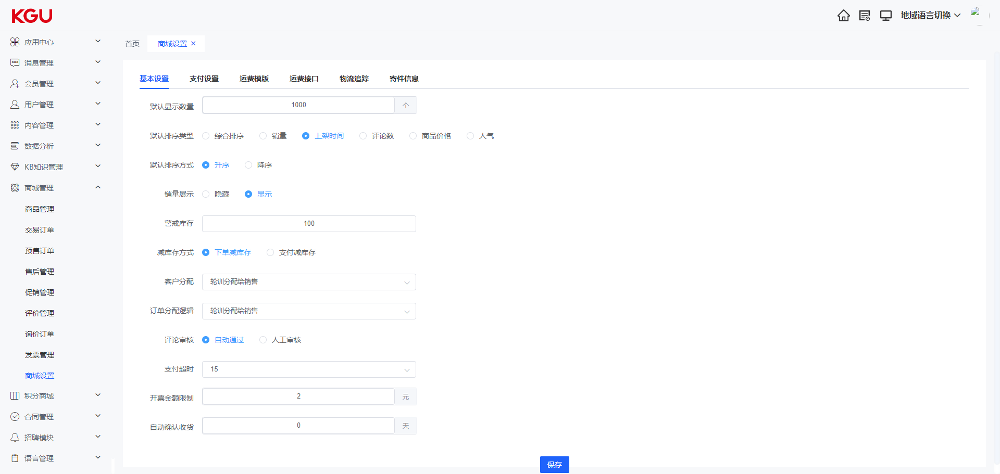 KGU
地域语言切换
应用中心
消息管理
会员管理
用户管理
内容管理
数据分析
KB知识管理
商城管理
商品管理
交易订单
预售订单
售后管理
促销管理
评价管理
询价订单
发票管理
商城设置
积分商城
合同管理
招聘模块
语言管理
首页 商城设置
基本设置 支付设置 运费模版 运费接口 物流追踪 寄件信息
默认显示数量 1000 个
默认排序类型 综合排序 销量 上架时间 评论数 商品价格 人气
默认排序方式 升序 降序
销量展示 隐藏 显示
警戒库存 100
减库存方式 下单减库存 支付减库存
客户分配 轮训分配给销售
订单分配逻辑 轮训分配给销售
评论审核 自动通过 人工审核
支付超时 15
开票金额限制 2 元
自动确认收货 0 天
保存